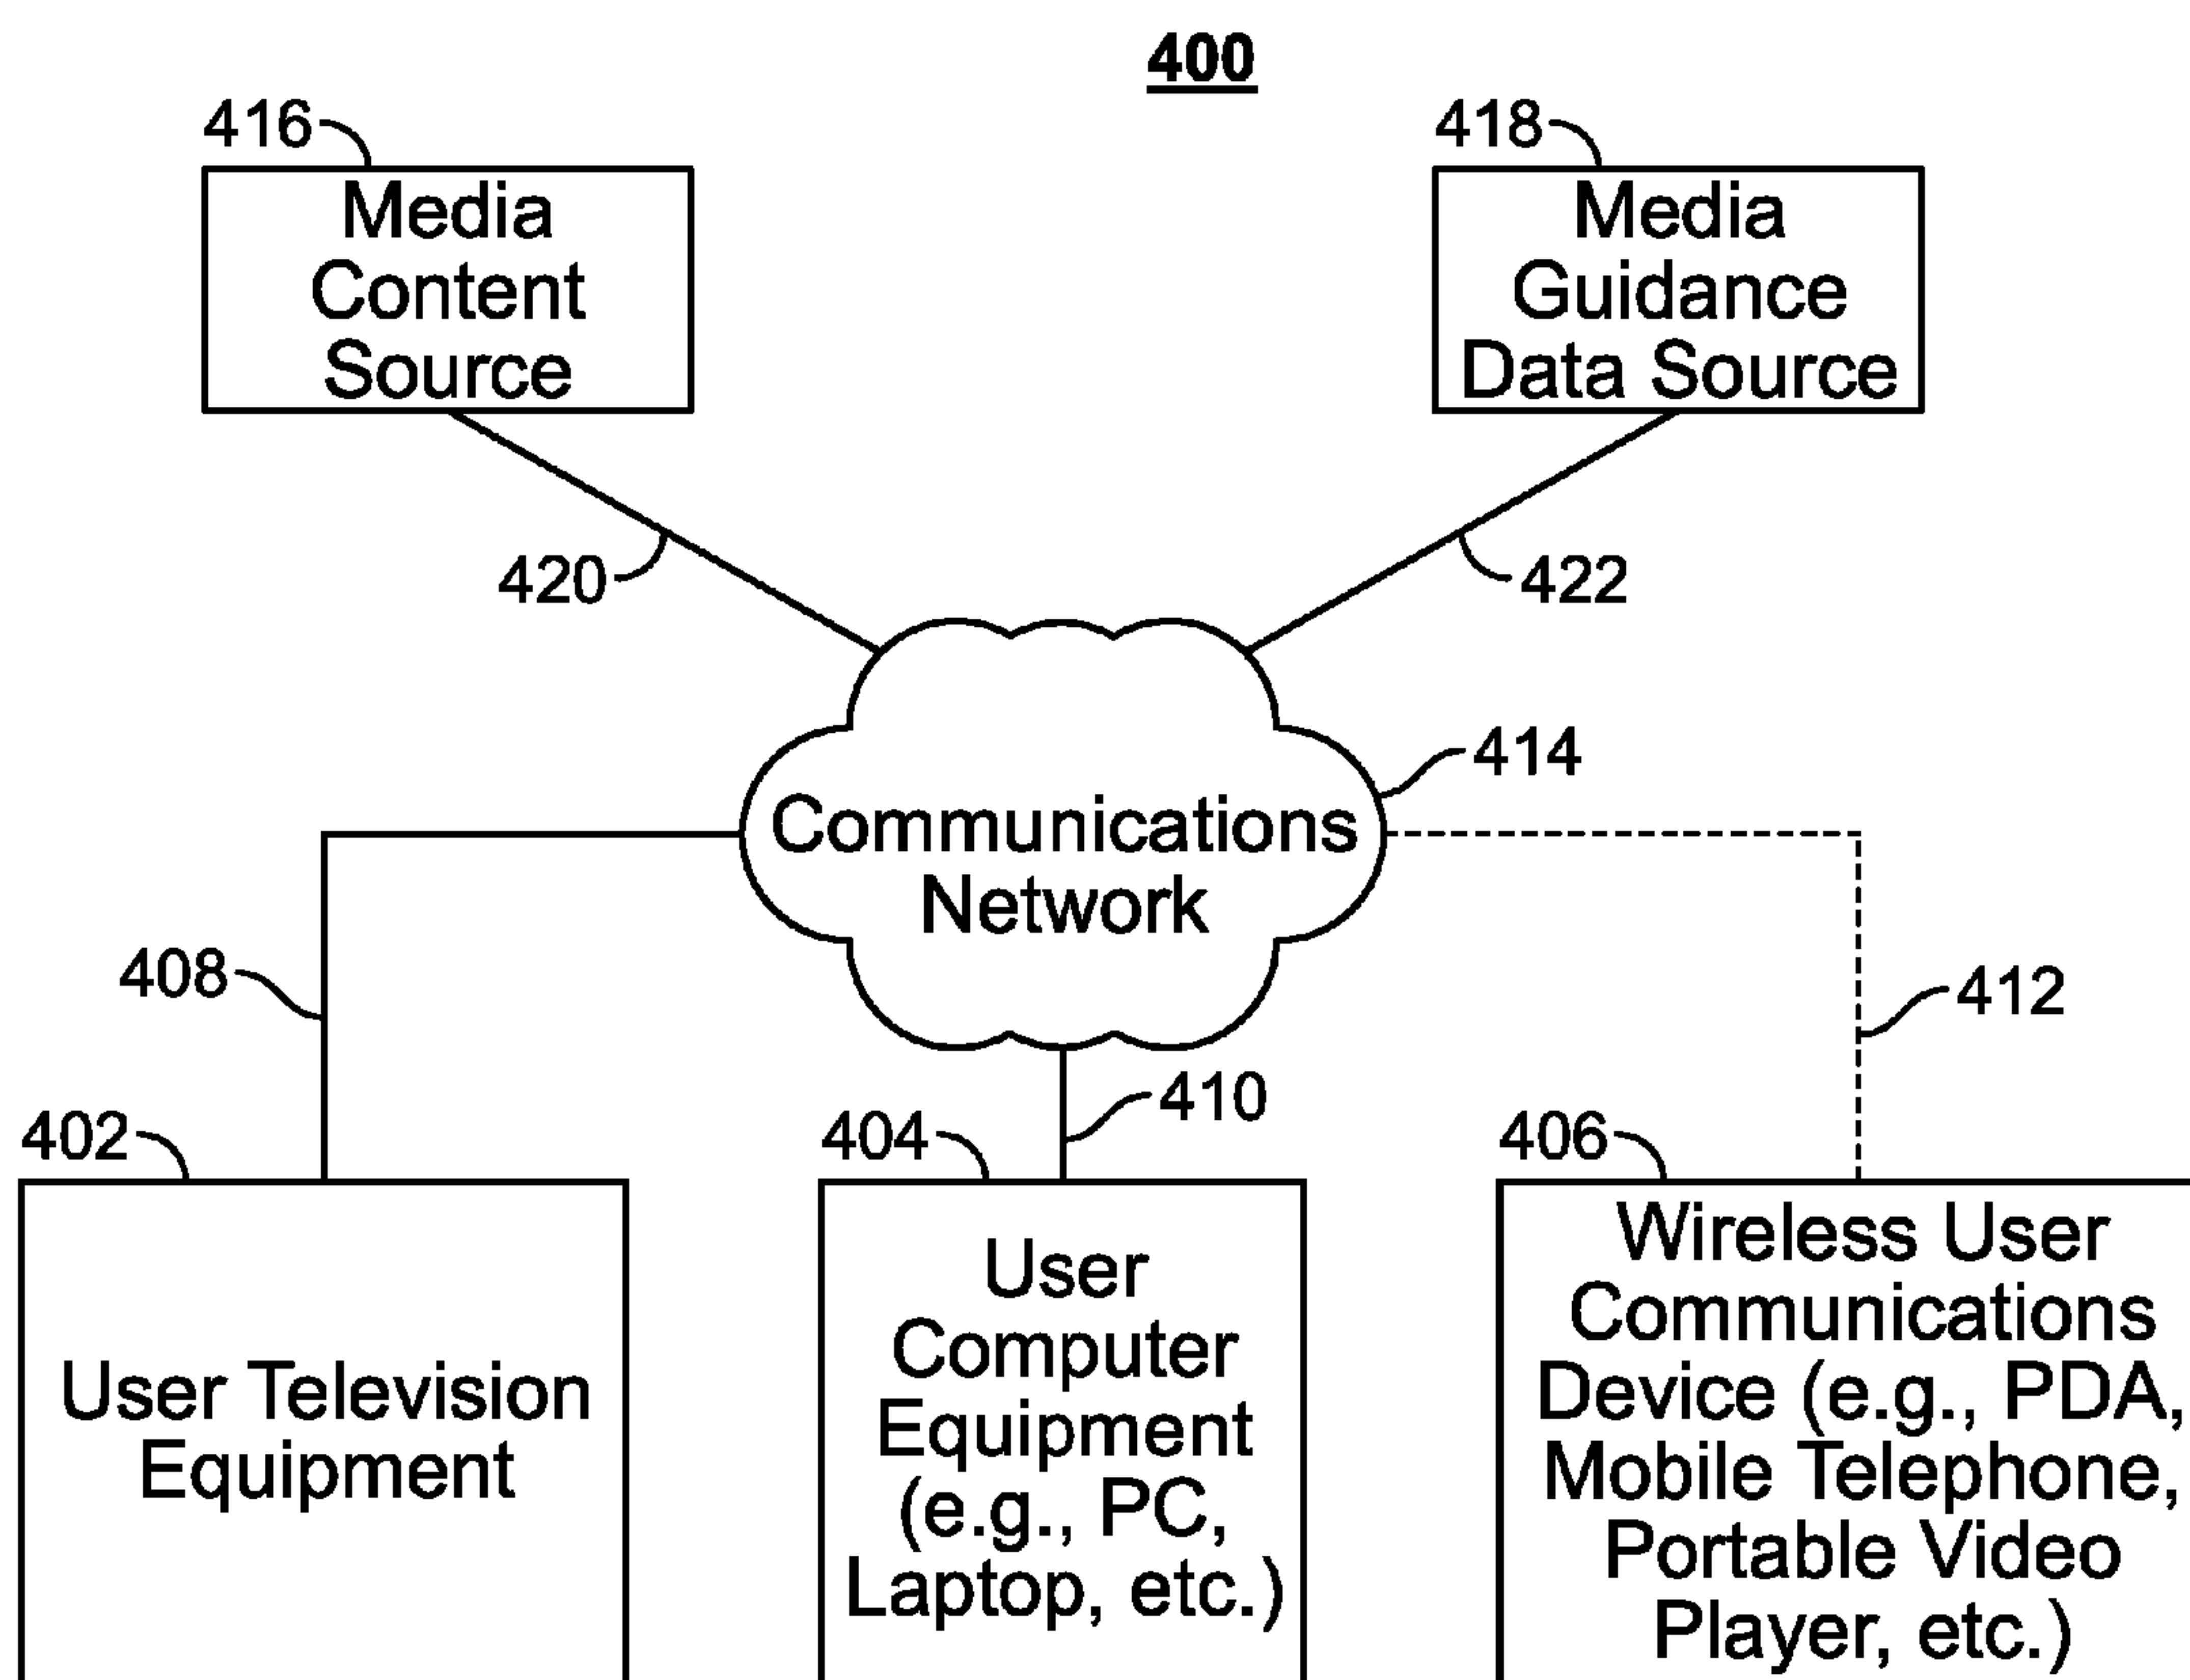 400
416
418
Media
Content
Source
Media
Guidance
Data Source
420
422
414
Communications
Network
408
412
410
402
404
406
User Television
Equipment
User
Computer
Equipment
(e.g., PC,
Laptop, etc.)
Wireless User
Communications
Device (e.g., PDA,
Mobile Telephone,
Portable Video
Player, etc.)